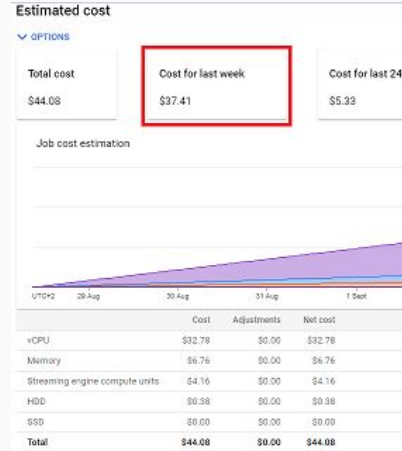 Estimated cost
OPTIONS
Total cost
Cost for last week
Cost for last 24
$44.08
$37.41
$5.33
Job cost estimation
UTC+2 29 Aug 30 Aug 31 Aug 1 Sept
Cost Adjustments Net cost
vCPU $32.78 $0.00 $32.78
Memory $6.76 $0.00 $6.76
Streaming engine compute units $4.16 $0.00 $4.16
HDD $0.38 $0.00 $0.38
SSD $0.00 $0.00 $0.00
Total $44.08 $0.00 $44.08